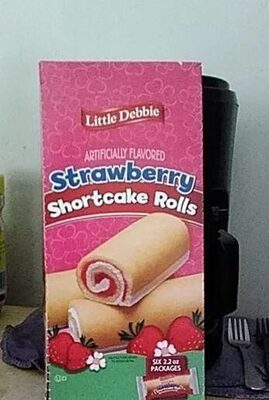 Little Debbie
ARTIFICIALLY FLAVORED
Strawberry
Shortcake Rolls
SIX 2.2 oz
PACKAGES